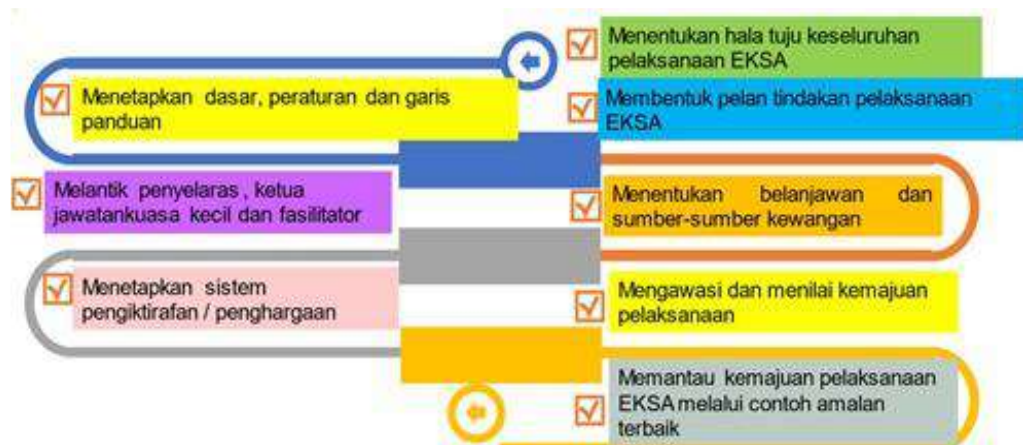 Menentukan hala tuju keseluruhan
pelaksanaan EKSA
Menetapkan dasar, peraturan dan garis
panduan
Membentuk pelan tindakan pelaksanaan
EKSA
Melantik penyelaras , ketua
jawatankuasa kecil dan fasilitator
Menentukan belanjawan dan
sumber-sumber kewangan
Menetapkan sistem
pengiktirafan / penghargaan
Mengawasi dan menilai kemajuan
pelaksanaan
Memantau kemajuan pelaksanaan
EKSA melalui contoh amalan
terbaik